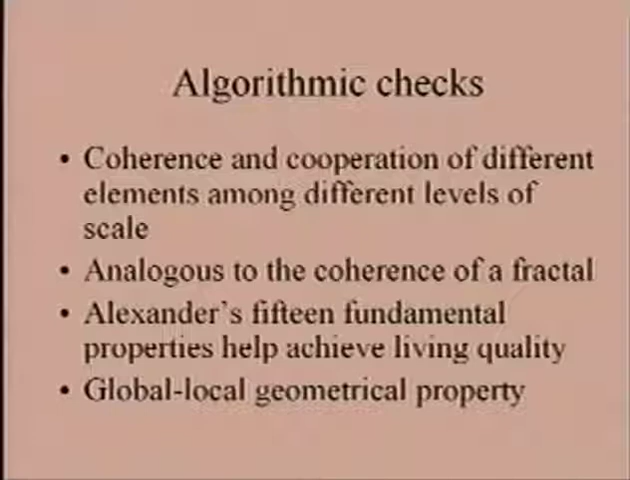 Algorithmic checks
• Coherence and cooperation of different
elements among different levels of
scale
• Analogous to the coherence of a fractal
• Alexander's fifteen fundamental
properties help achieve living quality
• Global-local geometrical property